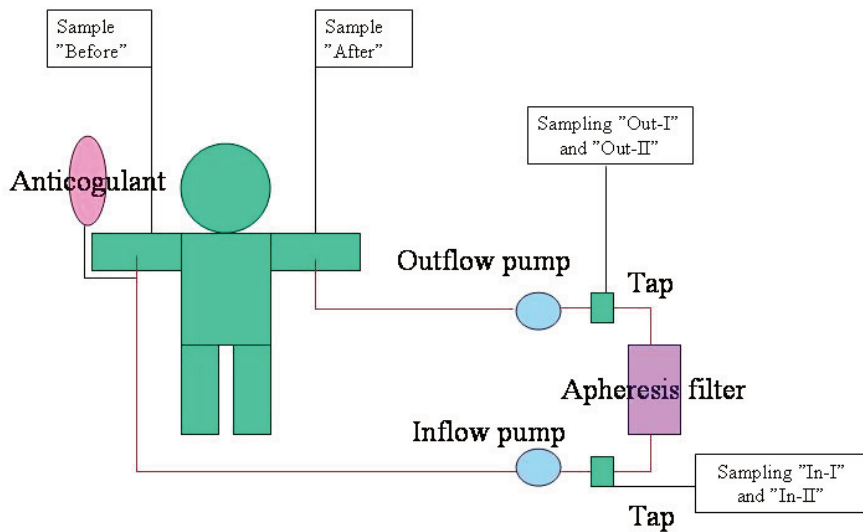 Sample
"Before"
Sample
"After"
Sampling "Out-I"
and "Out-II"
Anticogulant
Outflow pump
Tap
Apheresis filter
Inflow pump
Sampling "In-I"
and "In-II"
Tap